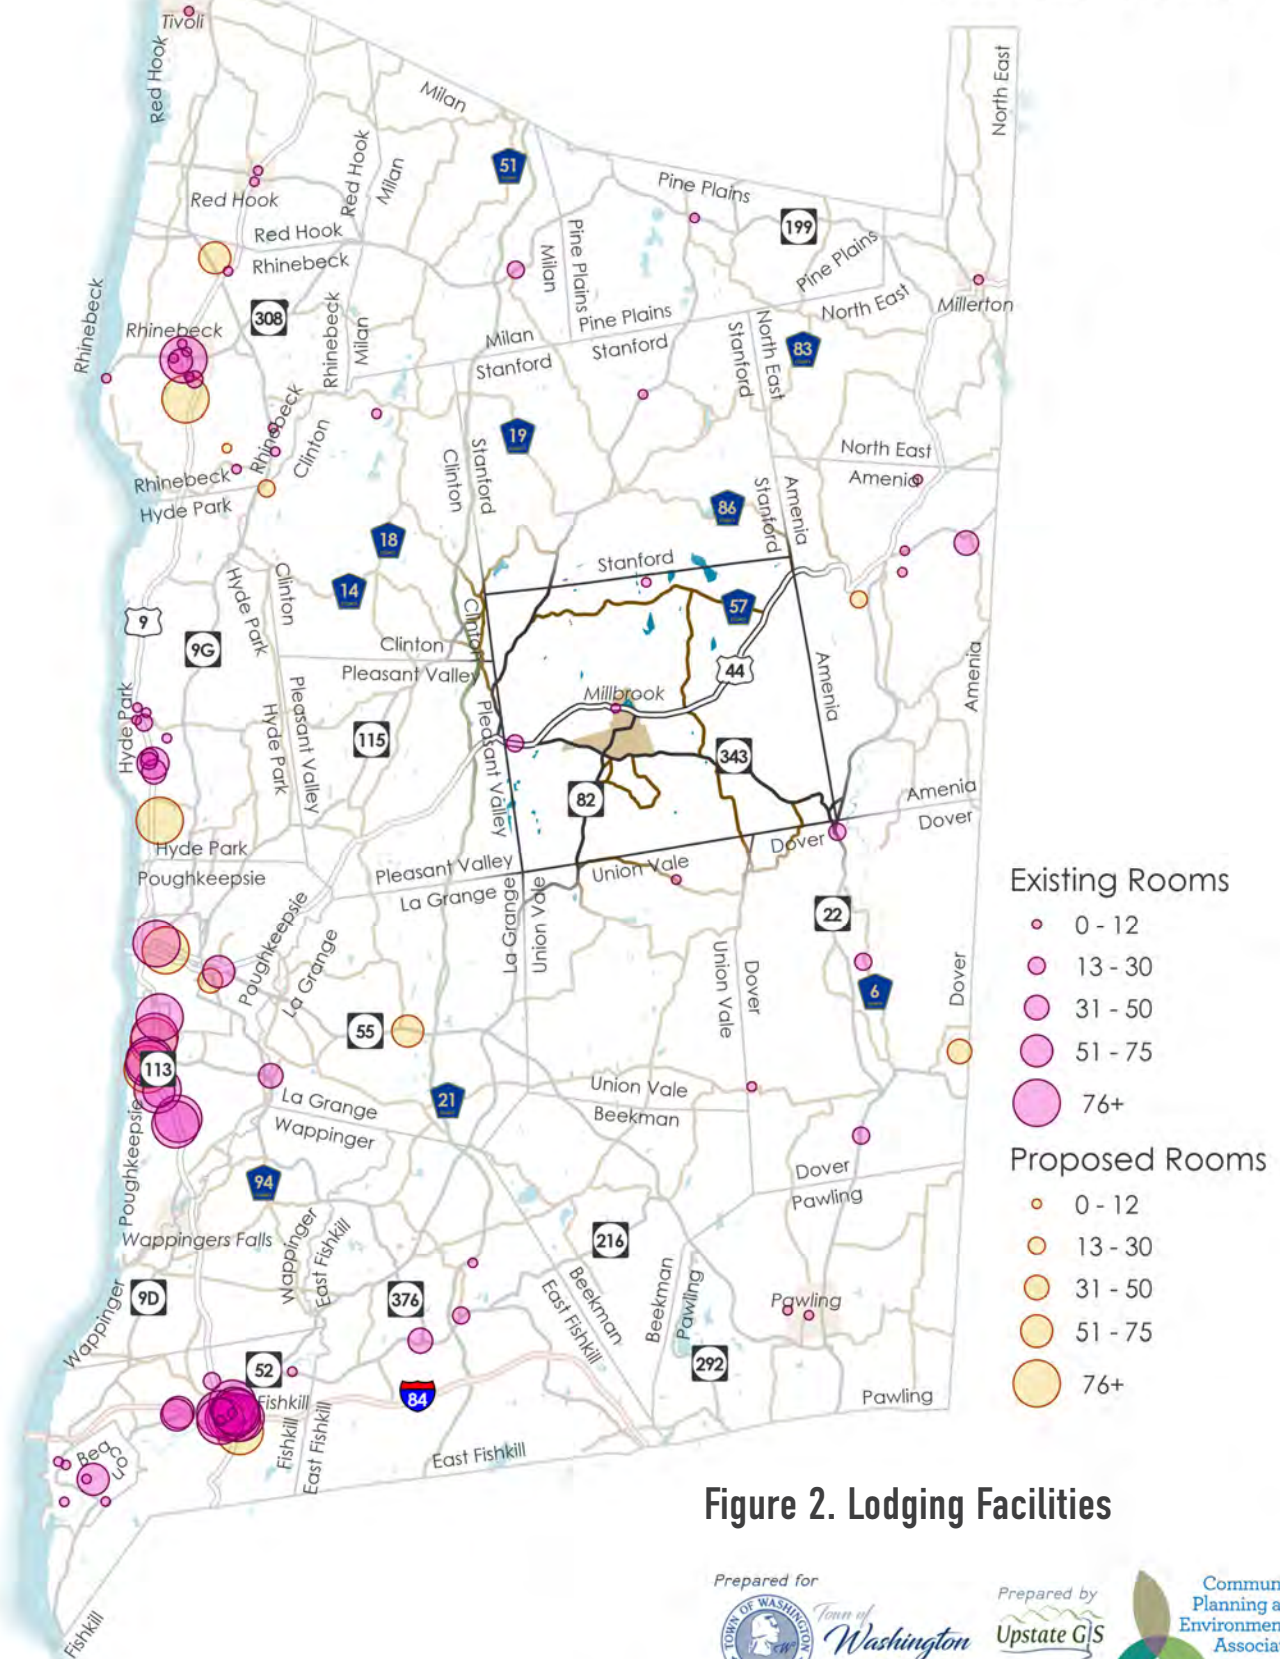 Tivoli
Red Hook
Milan
North East
51
Red Hook
Milan
Pine Plains
199
Red Hook
Red Hook
Rhinebeck
Milan
Pine Plains
Pine Plains
North East
Millerton
Rhinebeck
308
Rhinebeck
Rhinebeck
Milan
Milan
Stanford
Pine Plains
Stanford
Stanford
North East
83
Rhinebeck
Clinton
19
Clinton
Stanford
North East
Amenia
Rhinebeck
Hyde Park
86
Stanford
Amenia
18
14
Stanford
57
9
9G
Hyde Park
Clinton
Clinton
Clinton
Pleasant Valley
44
Amenia
Amenia
Millbrook
Hyde Park
Hyde Park
Pleasant Valley
115
Pleasant Valley
343
82
Amenia
Dover
Hyde Park
Poughkeepsie
Pleasant Valley
La Grange
Union Vale
Dover
La Grange
Union Vale
22
Poughkeepsie
La Grange
Union Vale
Dover
6
Dover
55
113
21
La Grange
Wappinger
Union Vale
Beekman
Poughkeepsie
94
Dover
Pawling
Wappingers Falls
Wappinger
East Fishkill
216
9D
376
Wappinger
Beekman
East Fishkill
Beekman
Pawling
Pawling
52
292
84
Fishkill
Fishkill
East Fishkill
Pawling
Beacon
East Fishkill
Fishkill
Existing Rooms
0 - 12
13 - 30
31 - 50
51 - 75
76+
Proposed Rooms
0 - 12
13 - 30
31 - 50
51 - 75
76+
Figure 2. Lodging Facilities
Prepared for
TOWN OF WASHINGTON
Town of
Washington
Prepared by
Upstate GIS
Commun
Planning a
Environmen
Associa